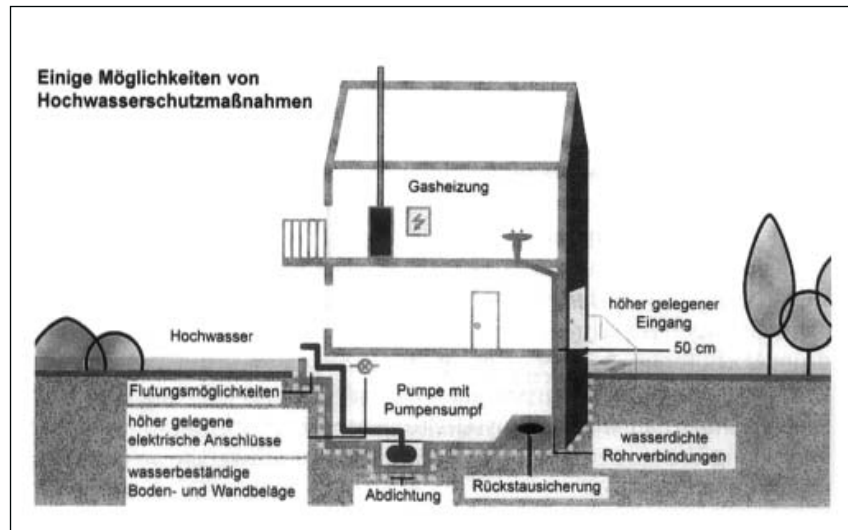 Einige Möglichkeiten von
Hochwasserschutzmaßnahmen
Gasheizung
Hochwasser
höher gelegener
Eingang
50 cm
Flutungsmöglichkeiten
höher gelegene
elektrische Anschlüsse
wasserbeständige
Boden- und Wandbeläge
Pumpe mit
Pumpensumpf
Abdichtung
Rückstausicherung
wasserdichte
Rohrverbindungen